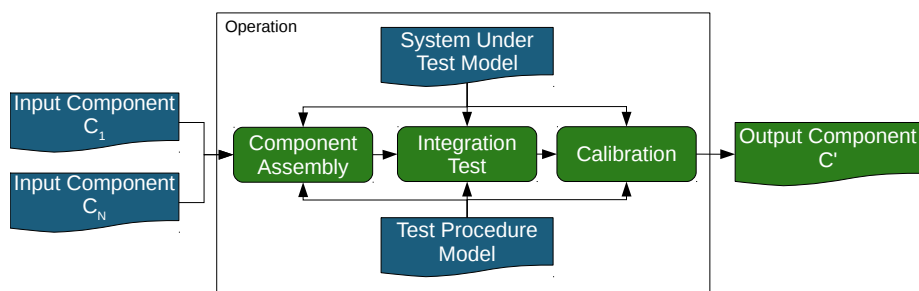 Operation
System Under
Test Model
Input Component
C1
Input Component
CN
Component
Assembly
Integration
Test
Calibration
Output Component
C'
Test Procedure
Model